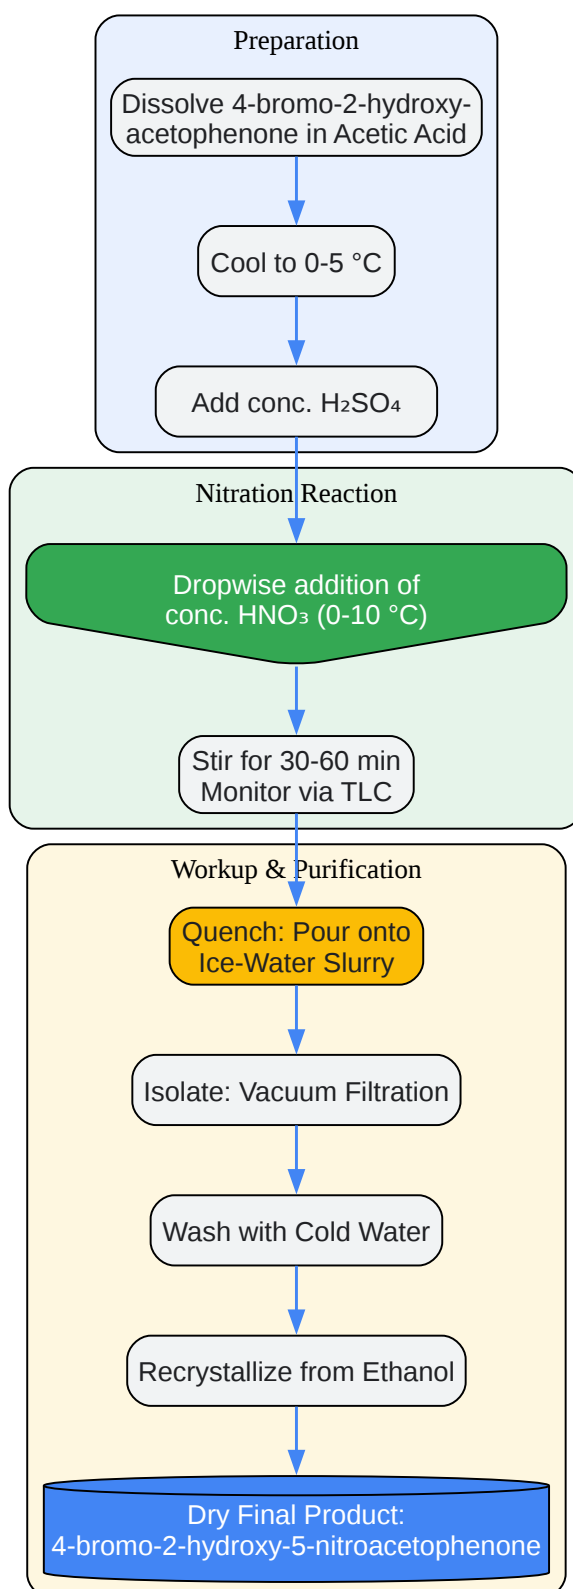 Preparation
Dissolve 4-bromo-2-hydroxy-
acetophenone in Acetic Acid
Cool to 0-5 °C
Add conc. H₂SO₄
Nitration Reaction
Dropwise addition of
conc. HNO₃ (0-10 °C)
Stir for 30-60 min
Monitor via TLC
Workup & Purification
Quench: Pour onto
Ice-Water Slurry
Isolate: Vacuum Filtration
Wash with Cold Water
Recrystallize from Ethanol
Dry Final Product:
4-bromo-2-hydroxy-5-nitroacetophenone